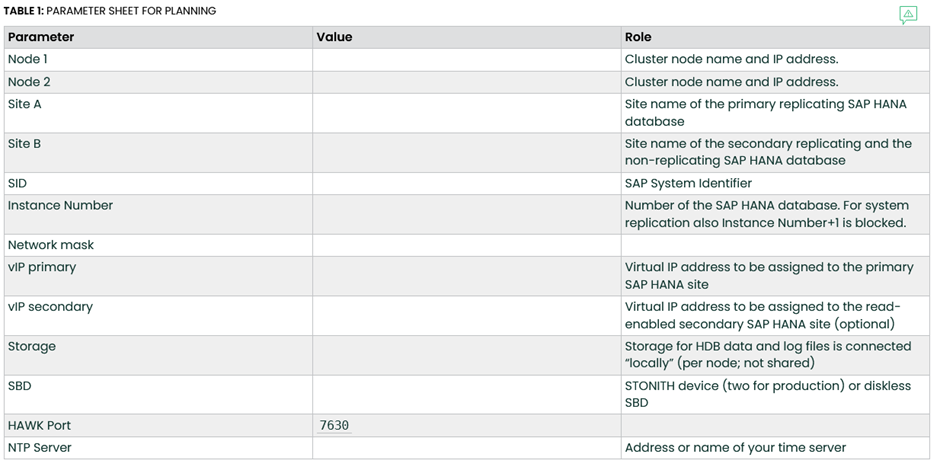 TABLE 1: PARAMETER SHEET FOR PLANNING
Parameter Value Role
Node 1 Cluster node name and IP address.
Node 2 Cluster node name and IP address.
Site A Site name of the primary replicating SAP HANA
database
Site B Site name of the secondary replicating and the
non-replicating SAP HANA database
SID SAP System Identifier
Instance Number Number of the SAP HANA database. For system
replication also Instance Number+1 is blocked.
Network mask
vIP primary Virtual IP address to be assigned to the primary
SAP HANA site
vIP secondary Virtual IP address to be assigned to the read-
enabled secondary SAP HANA site (optional)
Storage Storage for HDB data and log files is connected
“locally” (per node; not shared)
SBD STONITH device (two for production) or diskless
SBD
HAWK Port 7630
NTP Server Address or name of your time server